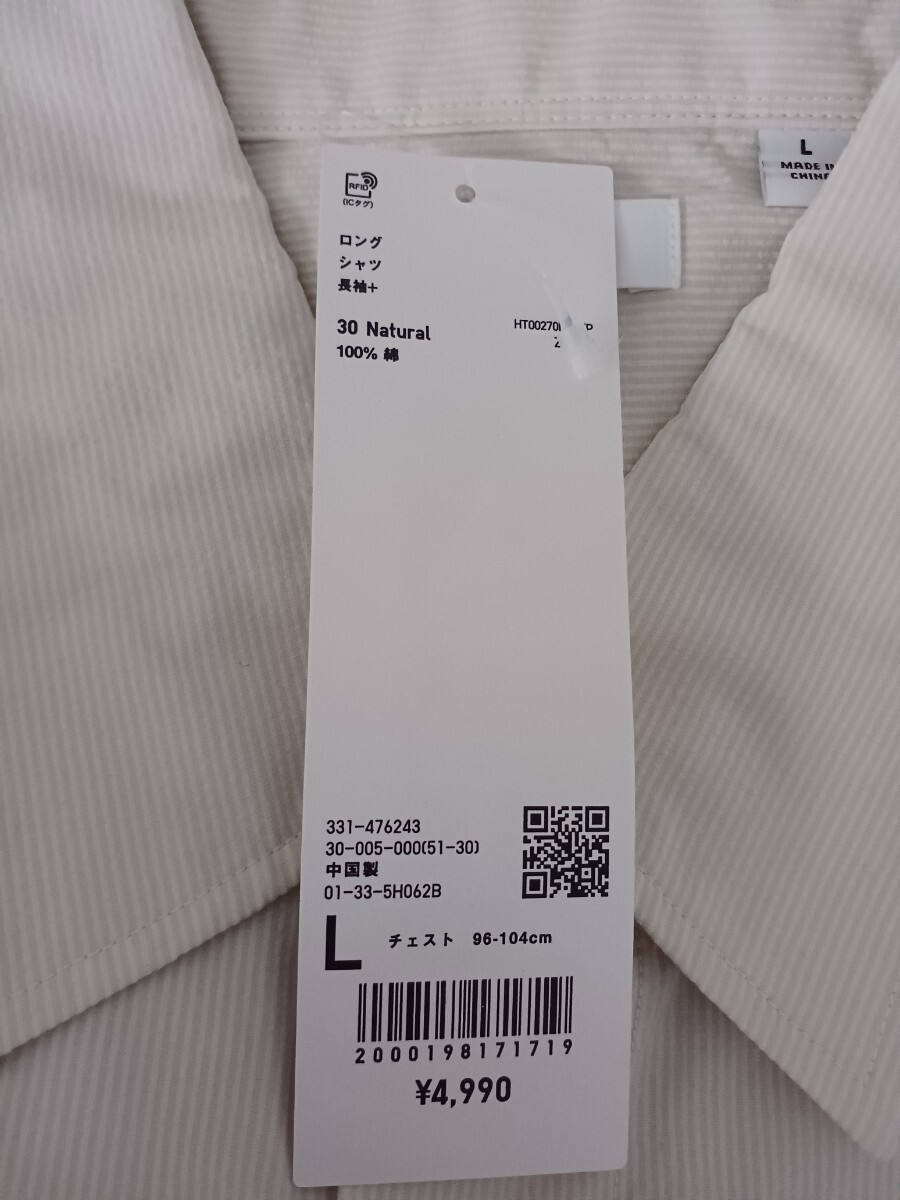 L
MADE IN
CHINA
RFID
(ICタグ)
ロング
シャツ
長袖+
30 Natural
100% 綿
HT00270
331-476243
30-005-000(51-30)
中国製
01-33-5H062B
L チェスト 96-104cm
2000198171719
¥4,990